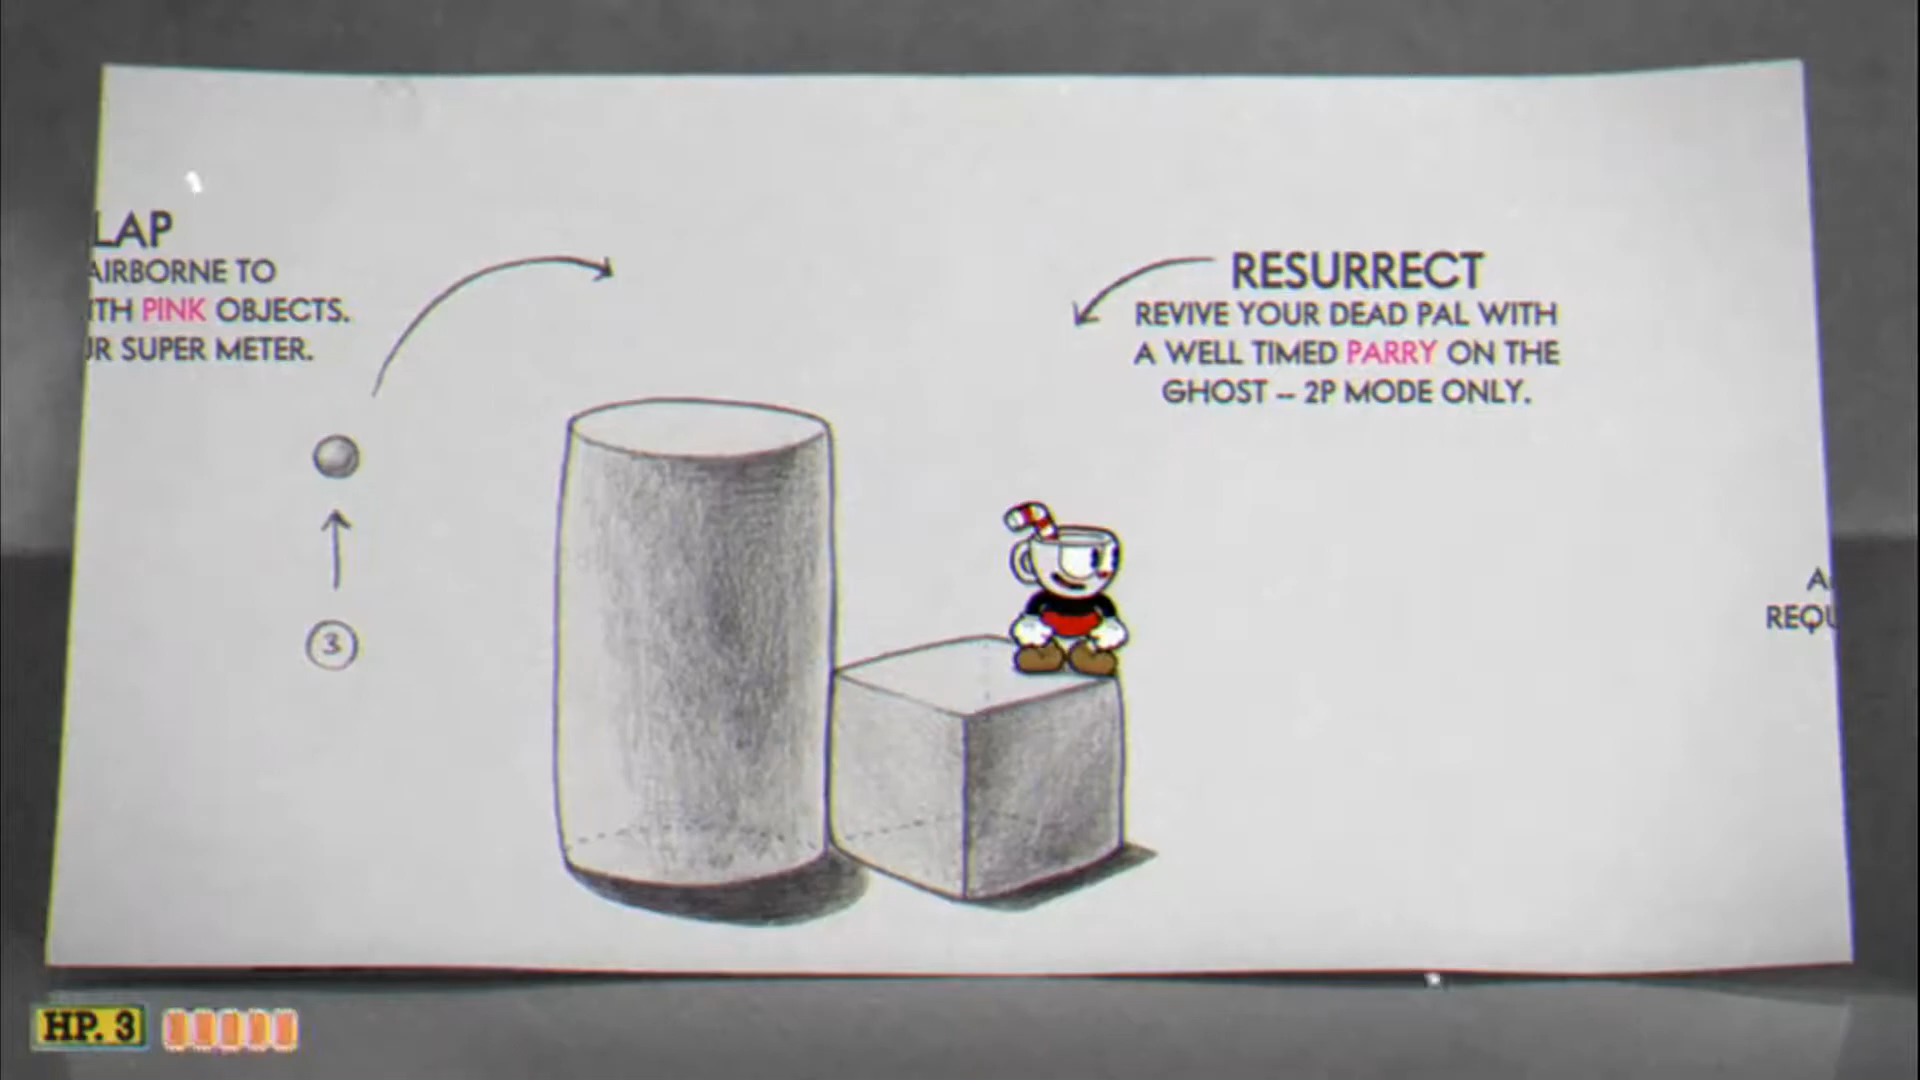 LAP
AIRBORNE TO
ITH PINK OBJECTS.
UR SUPER METER.
3
RESURRECT
REVIVE YOUR DEAD PAL WITH
A WELL TIMED PARRY ON THE
GHOST -- 2P MODE ONLY.
A
REQU
HP. 3